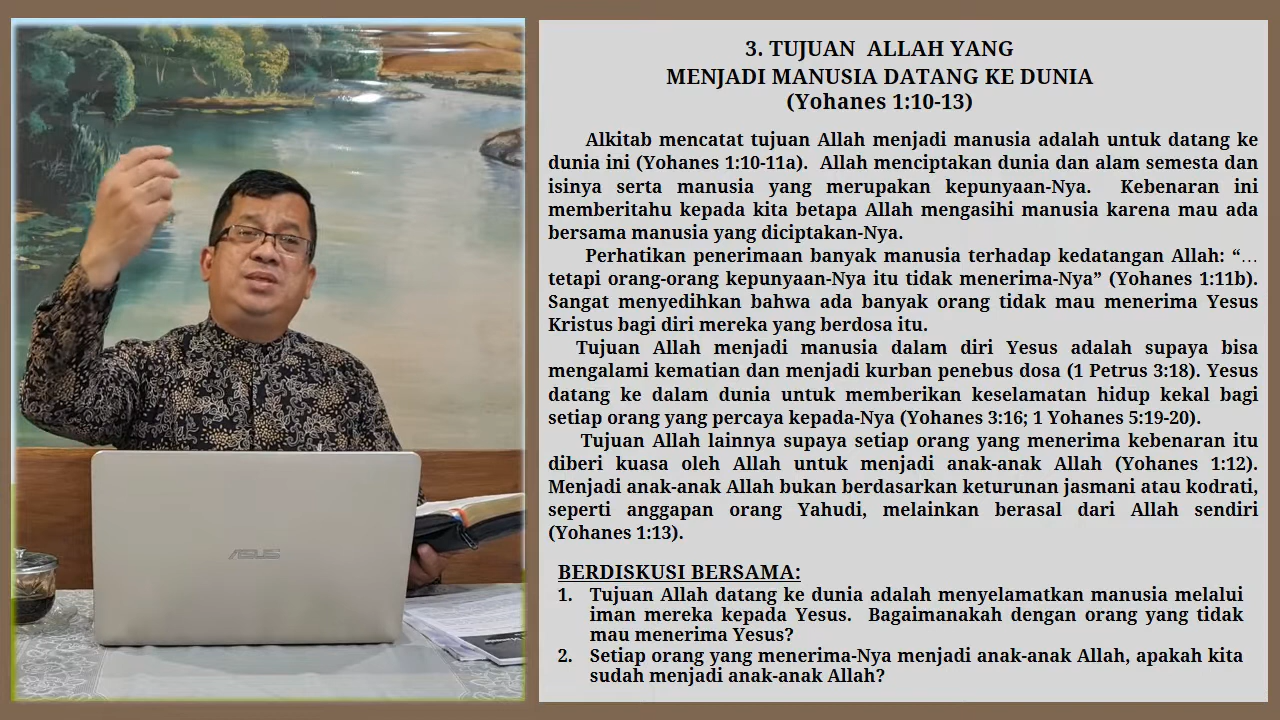 3. TUJUAN  ALLAH YANG
MENJADI MANUSIA DATANG KE DUNIA
(Yohanes 1:10-13)
Alkitab mencatat tujuan Allah menjadi manusia adalah untuk datang ke
dunia ini (Yohanes 1:10-11a).  Allah menciptakan dunia dan alam semesta dan
isinya serta manusia yang merupakan kepunyaan-Nya.  Kebenaran ini
memberitahu kepada kita betapa Allah mengasihi manusia karena mau ada
bersama manusia yang diciptakan-Nya.
Perhatikan penerimaan banyak manusia terhadap kedatangan Allah: “…
tetapi orang-orang kepunyaan-Nya itu tidak menerima-Nya” (Yohanes 1:11b).
Sangat menyedihkan bahwa ada banyak orang tidak mau menerima Yesus
Kristus bagi diri mereka yang berdosa itu.
Tujuan Allah menjadi manusia dalam diri Yesus adalah supaya bisa
mengalami kematian dan menjadi kurban penebus dosa (1 Petrus 3:18). Yesus
datang ke dalam dunia untuk memberikan keselamatan hidup kekal bagi
setiap orang yang percaya kepada-Nya (Yohanes 3:16; 1 Yohanes 5:19-20).
Tujuan Allah lainnya supaya setiap orang yang menerima kebenaran itu
diberi kuasa oleh Allah untuk menjadi anak-anak Allah (Yohanes 1:12).
Menjadi anak-anak Allah bukan berdasarkan keturunan jasmani atau kodrati,
seperti anggapan orang Yahudi, melainkan berasal dari Allah sendiri
(Yohanes 1:13).
BERDISKUSI BERSAMA:
1. Tujuan Allah datang ke dunia adalah menyelamatkan manusia melalui
iman mereka kepada Yesus.  Bagaimanakah dengan orang yang tidak
mau menerima Yesus?
2. Setiap orang yang menerima-Nya menjadi anak-anak Allah, apakah kita
sudah menjadi anak-anak Allah?
ASUS